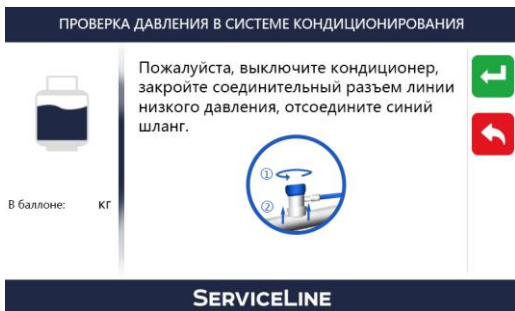 ПРОВЕРКА ДАВЛЕНИЯ В СИСТЕМЕ КОНДИЦИОНИРОВАНИЯ
Пожалуйста, выключите кондиционер,
закройте соединительный разъем линии
низкого давления, отсоедините синий
шланг.
①
②
В баллоне: кг
SERVICELINE